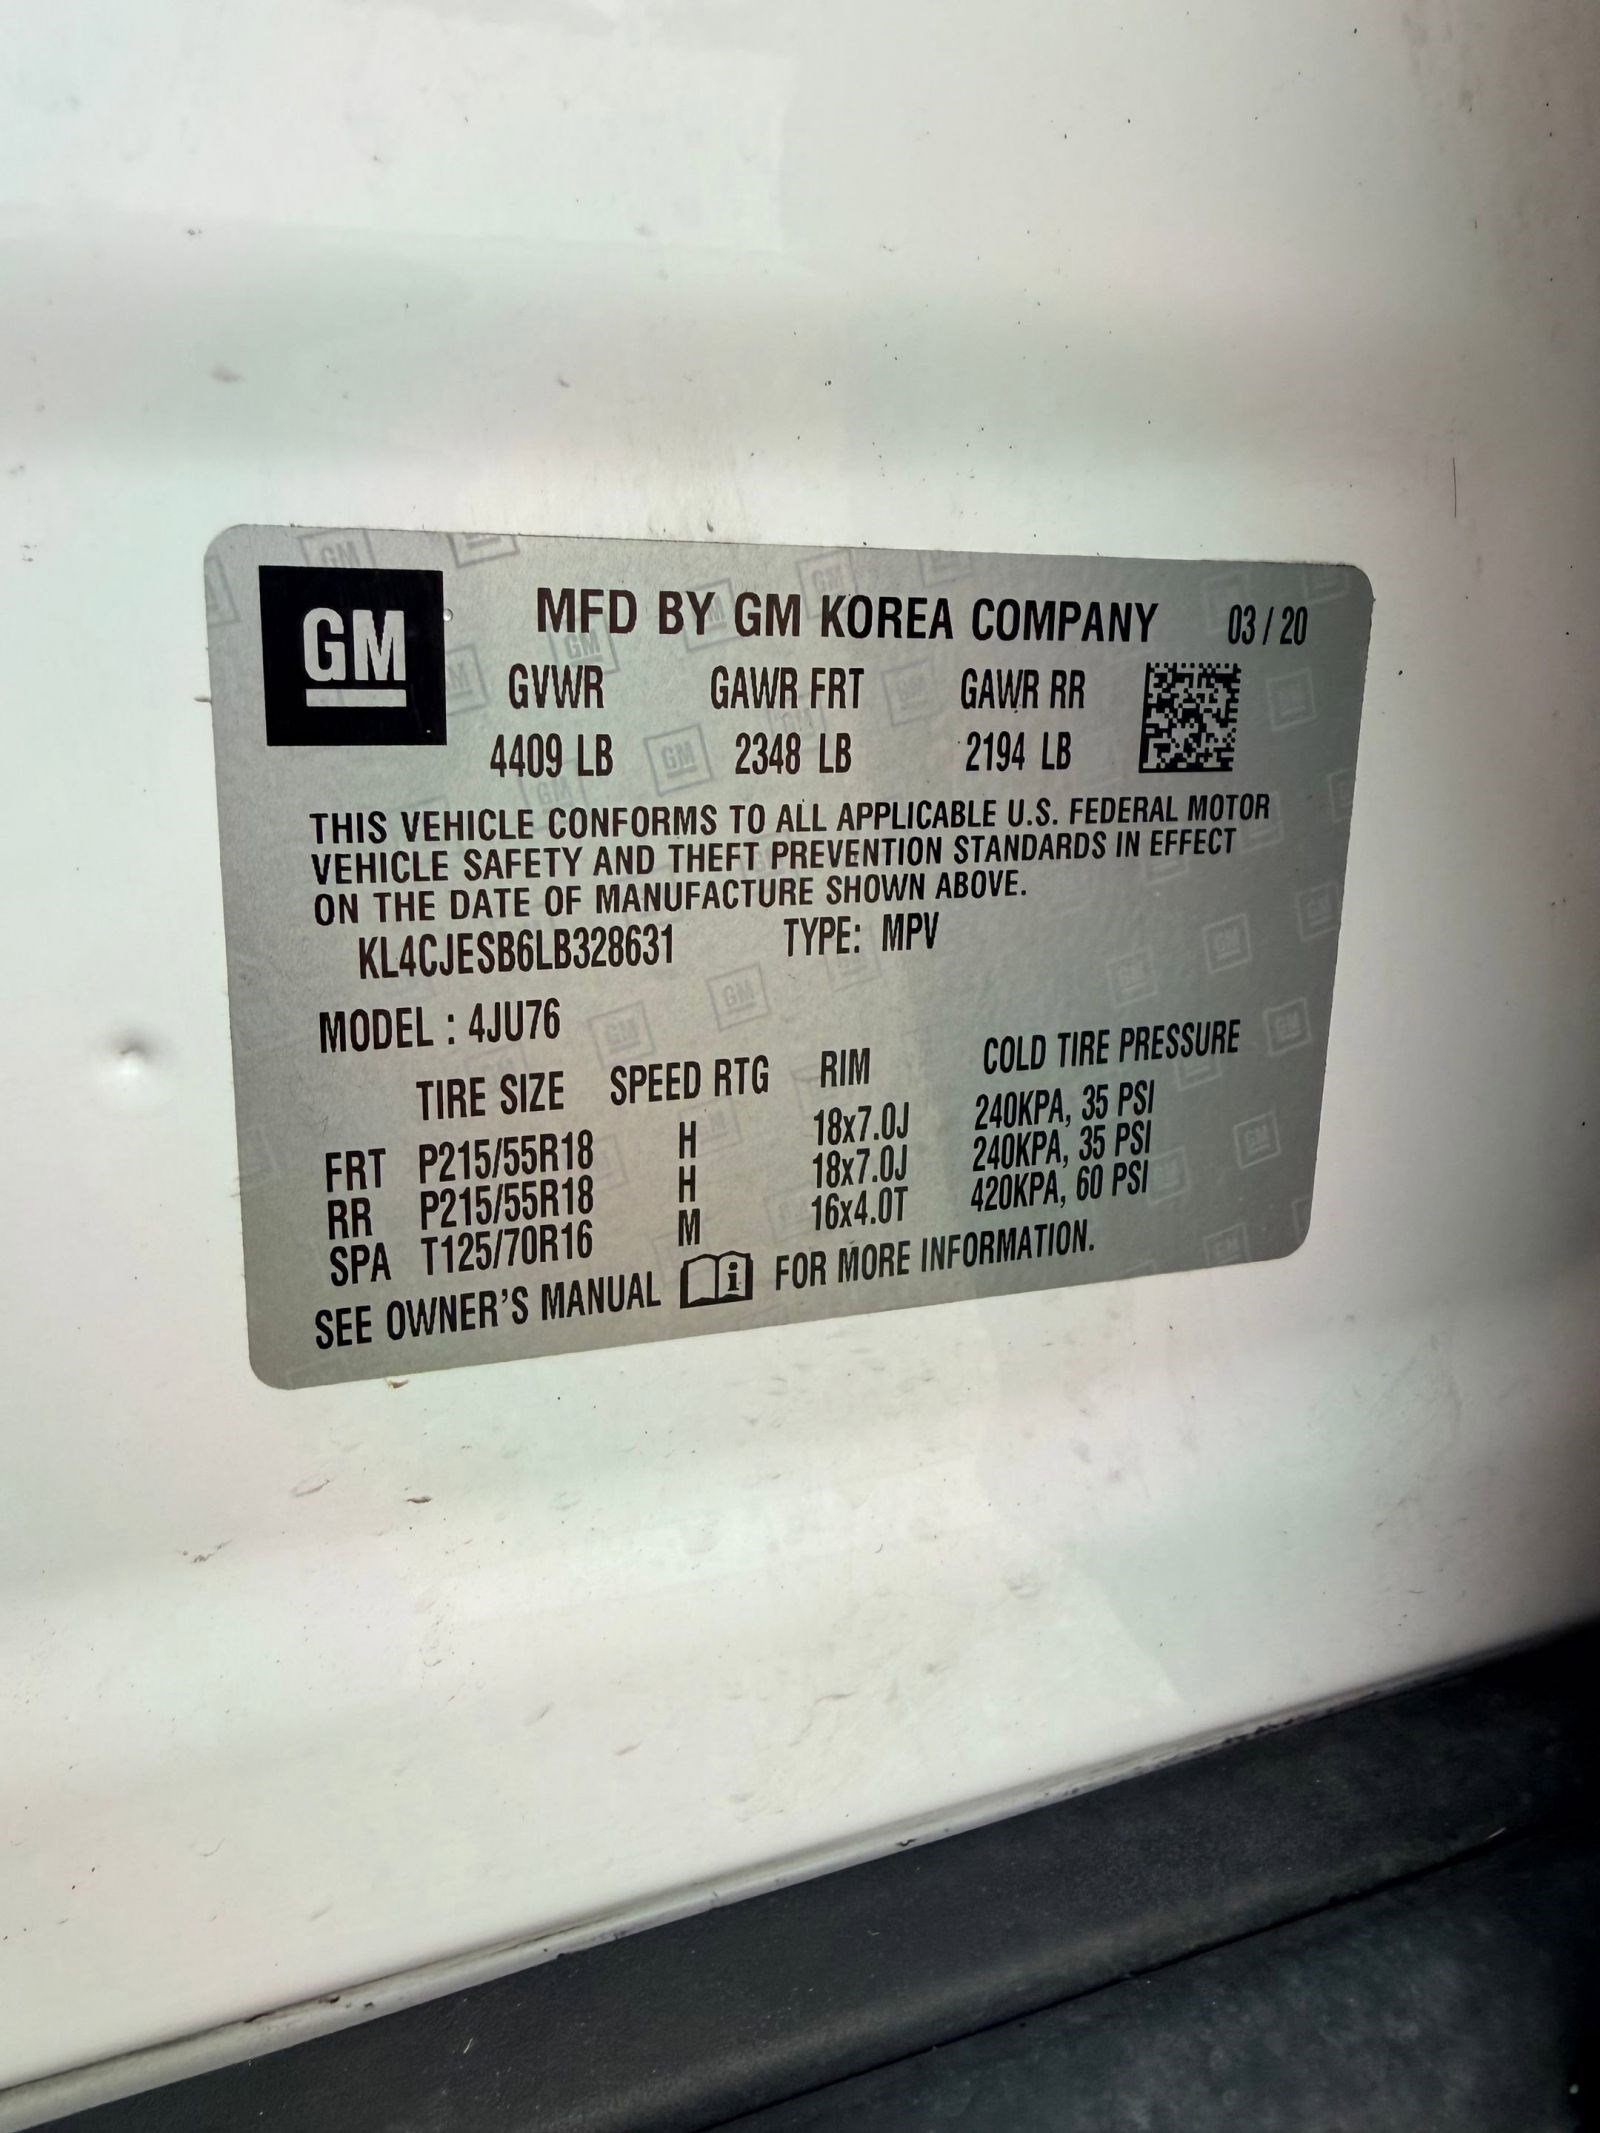 GM
MFD BY GM KOREA COMPANY 03 / 20
GVWR GAWR FRT GAWR RR
4409 LB 2348 LB 2194 LB
THIS VEHICLE CONFORMS TO ALL APPLICABLE U.S. FEDERAL MOTOR
VEHICLE SAFETY AND THEFT PREVENTION STANDARDS IN EFFECT
ON THE DATE OF MANUFACTURE SHOWN ABOVE.
KL4CJESB6LB328631 TYPE: MPV
MODEL : 4JU76
TIRE SIZE SPEED RTG RIM COLD TIRE PRESSURE
FRT P215/55R18 H 18x7.0J 240KPA, 35 PSI
RR P215/55R18 H 18x7.0J 240KPA, 35 PSI
SPA T125/70R16 M 16x4.0T 420KPA, 60 PSI
SEE OWNER'S MANUAL i FOR MORE INFORMATION.